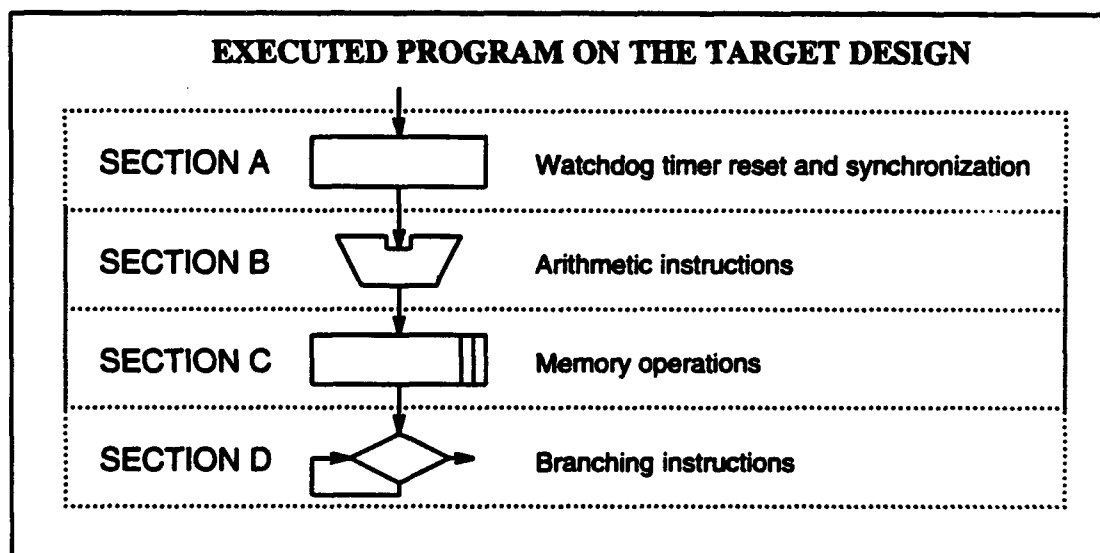 EXECUTED PROGRAM ON THE TARGET DESIGN
SECTION A Watchdog timer reset and synchronization
SECTION B Arithmetic instructions
SECTION C Memory operations
SECTION D Branching instructions